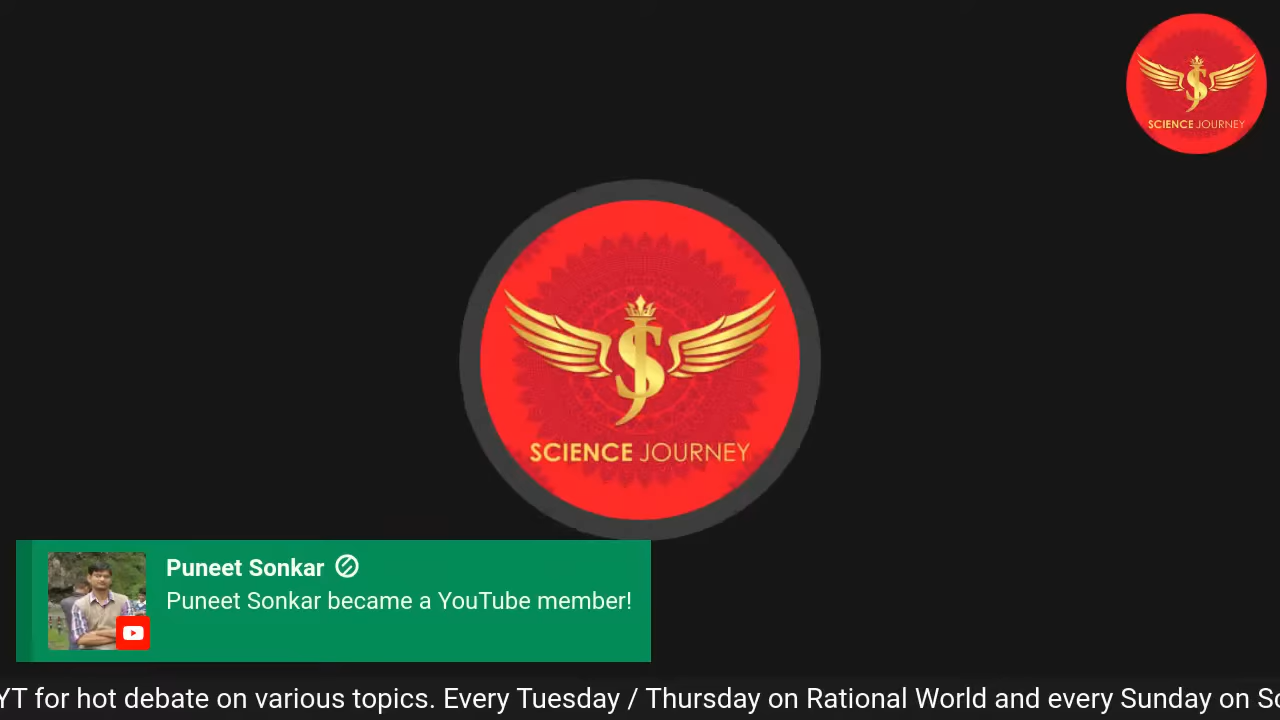 SCIENCE JOURNEY
SCIENCE JOURNEY
Puneet Sonkar
Puneet Sonkar became a YouTube member!
YT for hot debate on various topics. Every Tuesday / Thursday on Rational World and every Sunday on